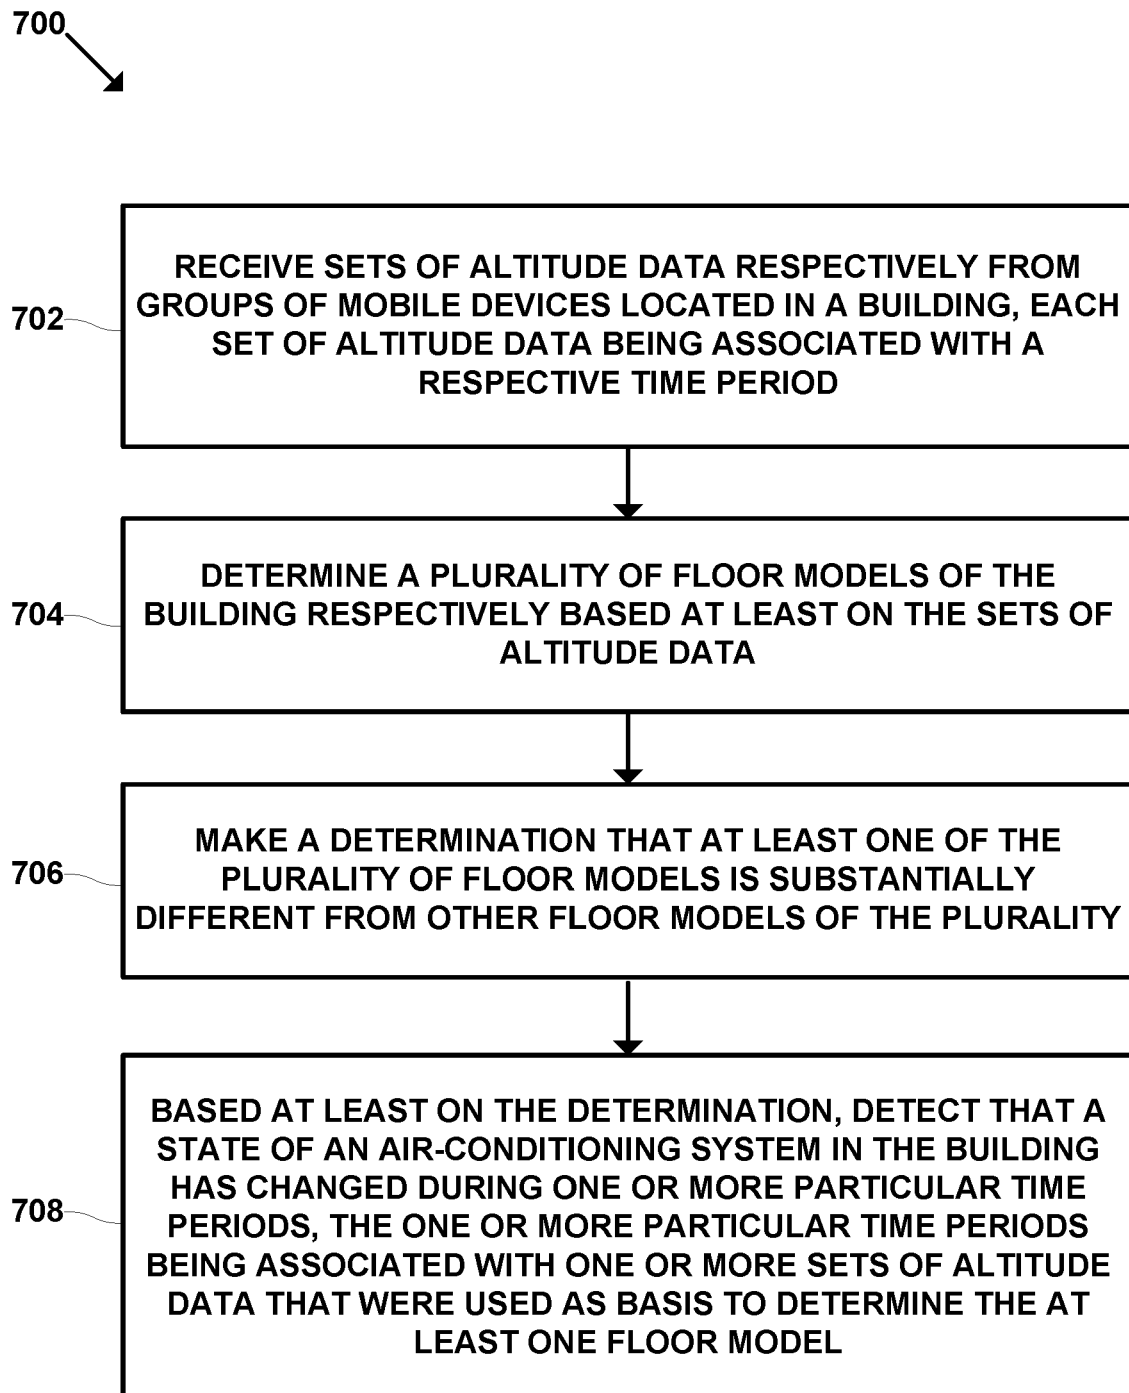 700
RECEIVE SETS OF ALTITUDE DATA RESPECTIVELY FROM
GROUPS OF MOBILE DEVICES LOCATED IN A BUILDING, EACH
SET OF ALTITUDE DATA BEING ASSOCIATED WITH A
RESPECTIVE TIME PERIOD
702
DETERMINE A PLURALITY OF FLOOR MODELS OF THE
BUILDING RESPECTIVELY BASED AT LEAST ON THE SETS OF
ALTITUDE DATA
704
MAKE A DETERMINATION THAT AT LEAST ONE OF THE
PLURALITY OF FLOOR MODELS IS SUBSTANTIALLY
DIFFERENT FROM OTHER FLOOR MODELS OF THE PLURALITY
706
BASED AT LEAST ON THE DETERMINATION, DETECT THAT A
STATE OF AN AIR-CONDITIONING SYSTEM IN THE BUILDING
HAS CHANGED DURING ONE OR MORE PARTICULAR TIME
PERIODS, THE ONE OR MORE PARTICULAR TIME PERIODS
BEING ASSOCIATED WITH ONE OR MORE SETS OF ALTITUDE
DATA THAT WERE USED AS BASIS TO DETERMINE THE AT
LEAST ONE FLOOR MODEL
708